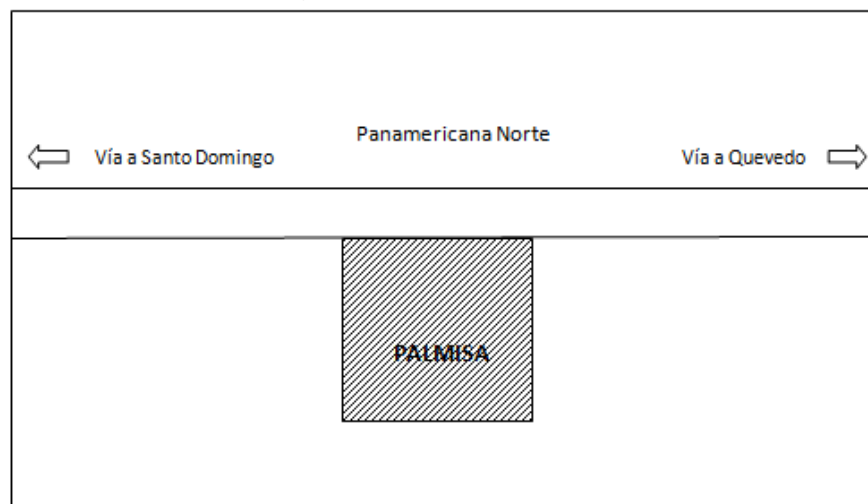 Panamericana Norte
Vía a Santo Domingo
Vía a Quevedo
PALMISA